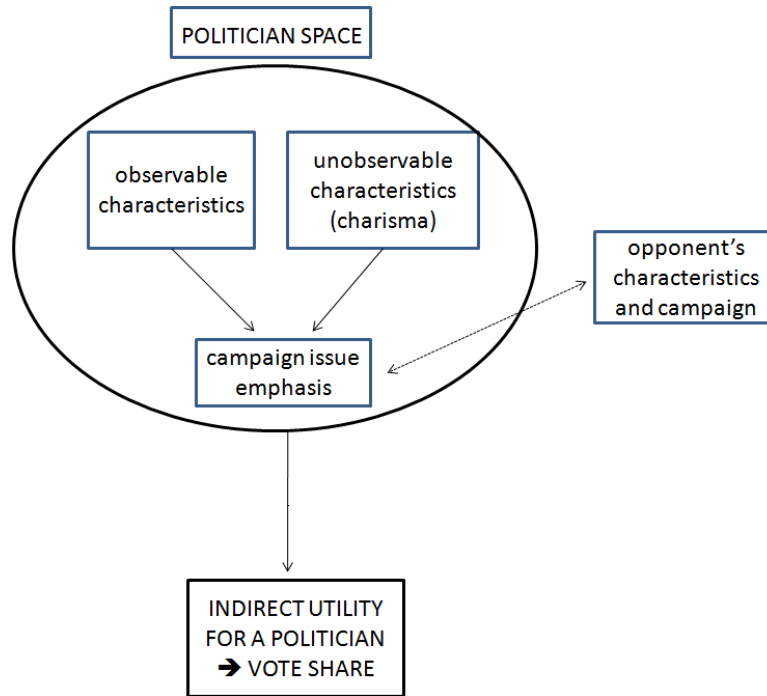 POLITICIAN SPACE
observable
characteristics
unobservable
characteristics
(charisma)
opponent's
characteristics
and campaign
campaign issue
emphasis
INDIRECT UTILITY
FOR A POLITICIAN
➔ VOTE SHARE